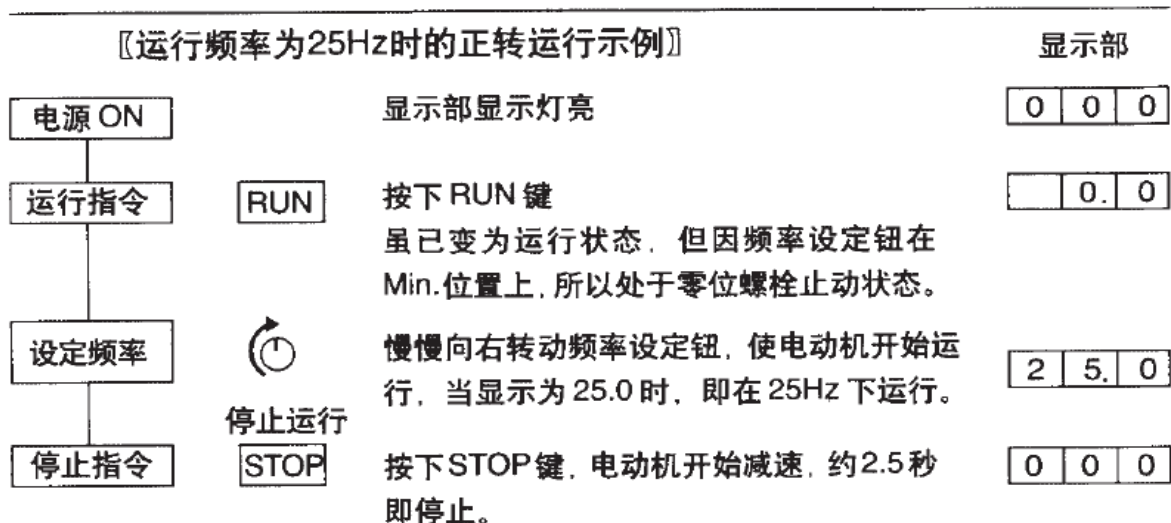 〖运行频率为25Hz时的正转运行示例〗 显示部
电源 ON 显示部显示灯亮 0 0 0
运行指令 RUN 按下 RUN 键 0. 0
虽已变为运行状态，但因频率设定钮在
Min.位置上，所以处于零位螺栓止动状态。
设定频率 慢慢向右转动频率设定钮，使电动机开始运
行，当显示为 25.0 时，即在 25Hz 下运行。 2 5. 0
停止运行
停止指令 STOP 按下STOP键，电动机开始减速，约2.5秒 0 0 0
即停止。